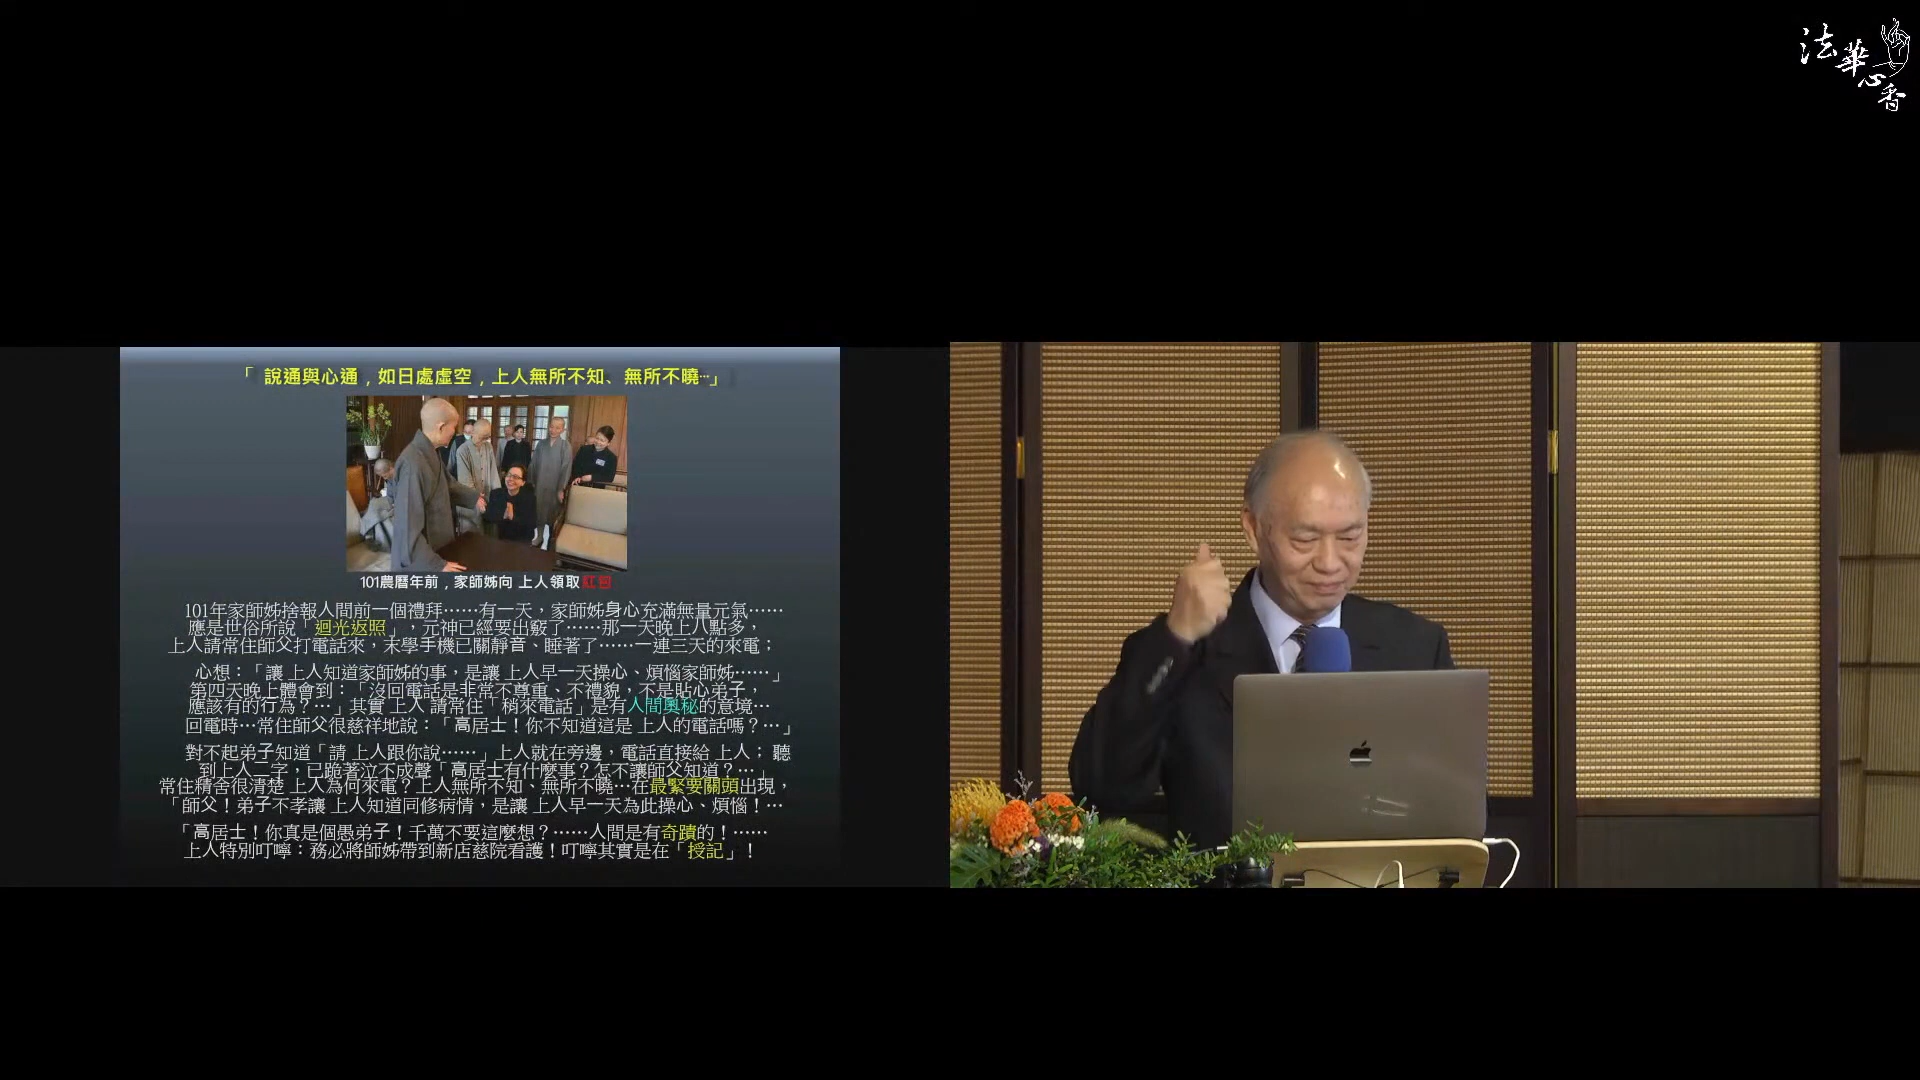 法華心香
「 說通與心通，如日處虛空，上人無所不知、無所不曉…」
101農曆年前，家師姊向 上人領取紅包
101年家師姊捨報人間前一個禮拜……有一天，家師姊身心充滿無量元氣……
應是世俗所說「迴光返照」，元神已經要出竅了……那一天晚上八點多，
上人請常住師父打電話來，末學手機已關靜音、睡著了……一連三天的來電；
心想：「讓 上人知道家師姊的事，是讓 上人早一天操心、煩惱家師姊……」
第四天晚上體會到：「沒回電話是非常不尊重、不禮貌，不是貼心弟子，
應該有的行為？…」其實 上人 請常住「稍來電話」是有人間奧秘的意境…
回電時…常住師父很慈祥地說：「高居士！你不知道這是 上人的電話嗎？…」
對不起弟子知道「請 上人跟你說……」上人就在旁邊，電話直接給 上人； 聽
到上人二字，已跪著泣不成聲「高居士有什麼事？怎不讓師父知道？…」
常住精舍很清楚 上人為何來電？上人無所不知、無所不曉…在最緊要關頭出現，
「師父！弟子不孝讓 上人知道同修病情，是讓 上人早一天為此操心、煩惱！…
「高居士！你真是個愚弟子！千萬不要這麼想？……人間是有奇蹟的！……
上人特別叮嚀：務必將師姊帶到新店慈院看護！叮嚀其實是在「授記」！